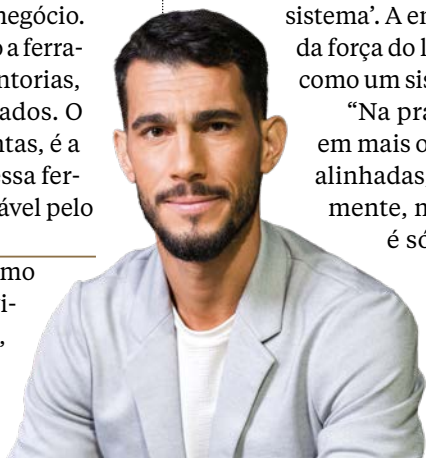 negócio.
o a ferra-
ntorias,
ados. O
ntas, é a
essa fer-
ável pelo
mo
i-
,
sistema’. A en
da força do l
como um sis
“Na pra
em mais o
alinhadas,
mente, n
é só